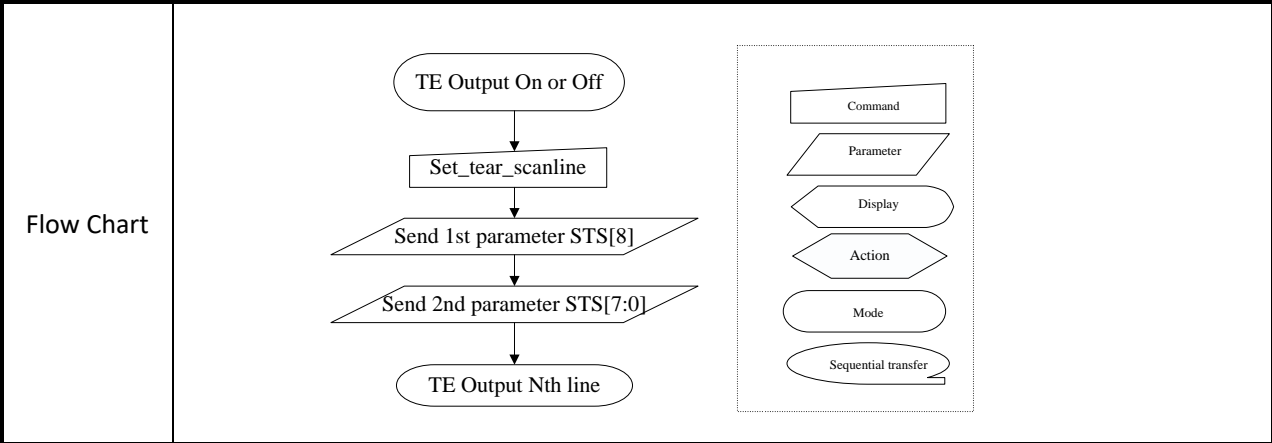 Flow Chart
TE Output On or Off
Set_tear_scanline
Send 1st parameter STS[8]
Send 2nd parameter STS[7:0]
TE Output Nth line
Command
Parameter
Display
Action
Mode
Sequential transfer